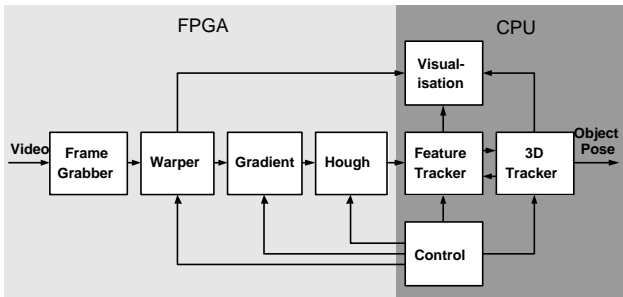 FPGA
CPU
Visual-
isation
Video
Frame
Grabber
Warper
Gradient
Hough
Feature
Tracker
3D
Tracker
Object
Pose
Control